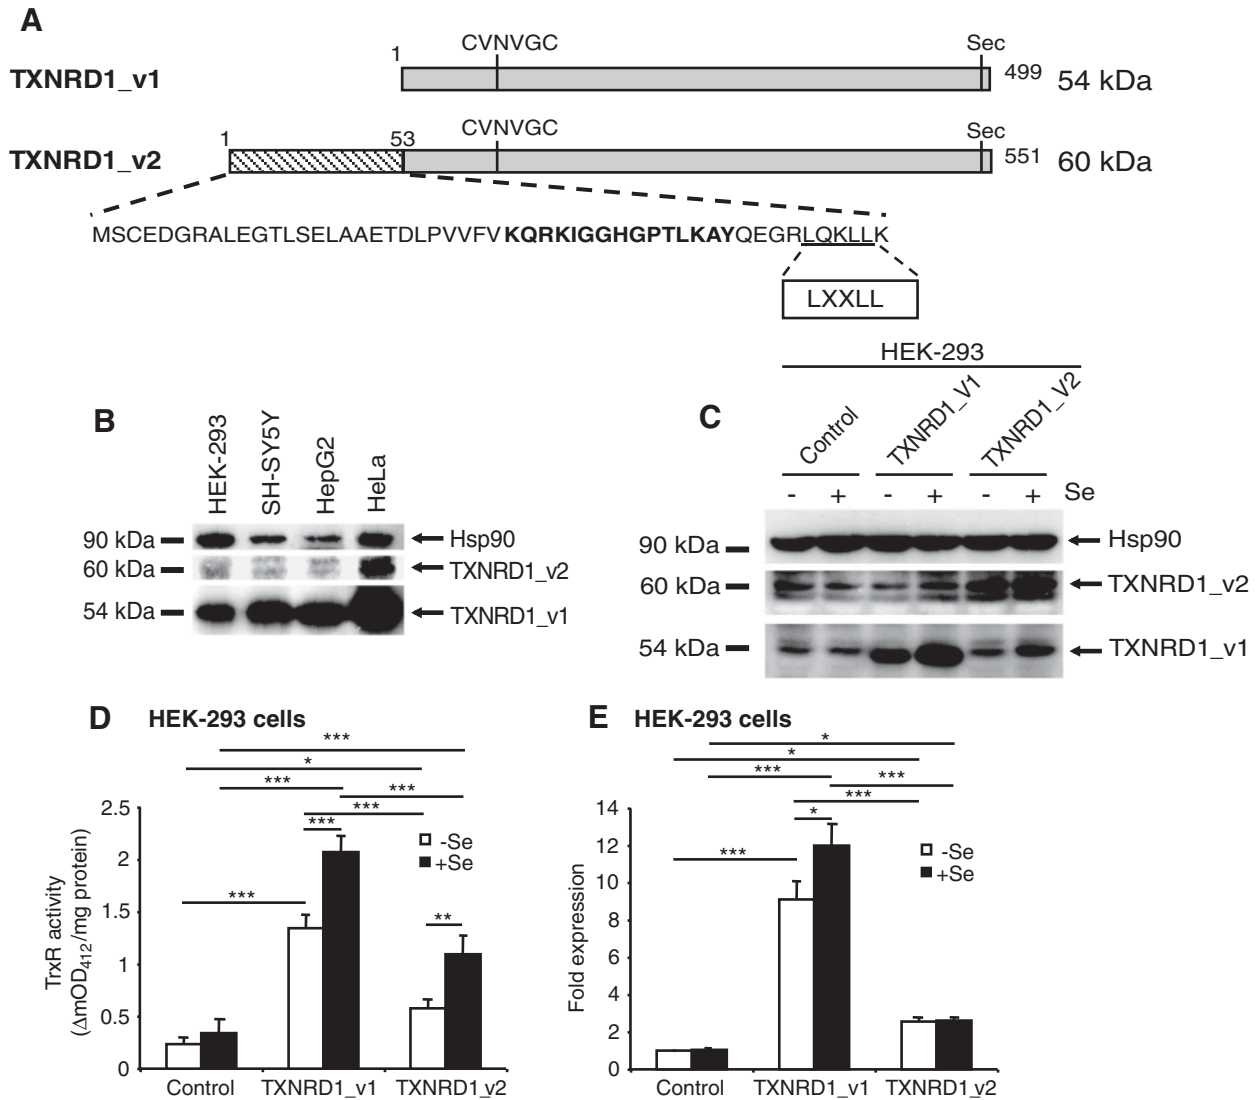 A
TXNRD1_v1
1
CVNVGC
Sec
499
54 kDa
TXNRD1_v2
1
53
CVNVGC
Sec
551
60 kDa
MSCEDGRALEGTLSELAAETDLPVVFVKQRKIGGHGPTLKAYQEGRLQKLLK
LXXLL
B
HEK-293
SH-SY5Y
HepG2
HeLa
90 kDa
Hsp90
60 kDa
TXNRD1_v2
54 kDa
TXNRD1_v1
C
HEK-293
Control
TXNRD1_V1
TXNRD1_V2
- + - + - + Se
90 kDa
Hsp90
60 kDa
TXNRD1_v2
54 kDa
TXNRD1_v1
D HEK-293 cells
***
*
***
***
***
***
***
**
-Se
+Se
TrxR activity
(ΔmOD412/mg protein)
2.5
2
1.5
1
0.5
0
Control TXNRD1_v1 TXNRD1_v2
E HEK-293 cells
*
*
***
***
***
*
***
-Se
+Se
Fold expression
14
12
10
8
6
4
2
0
Control TXNRD1_v1 TXNRD1_v2